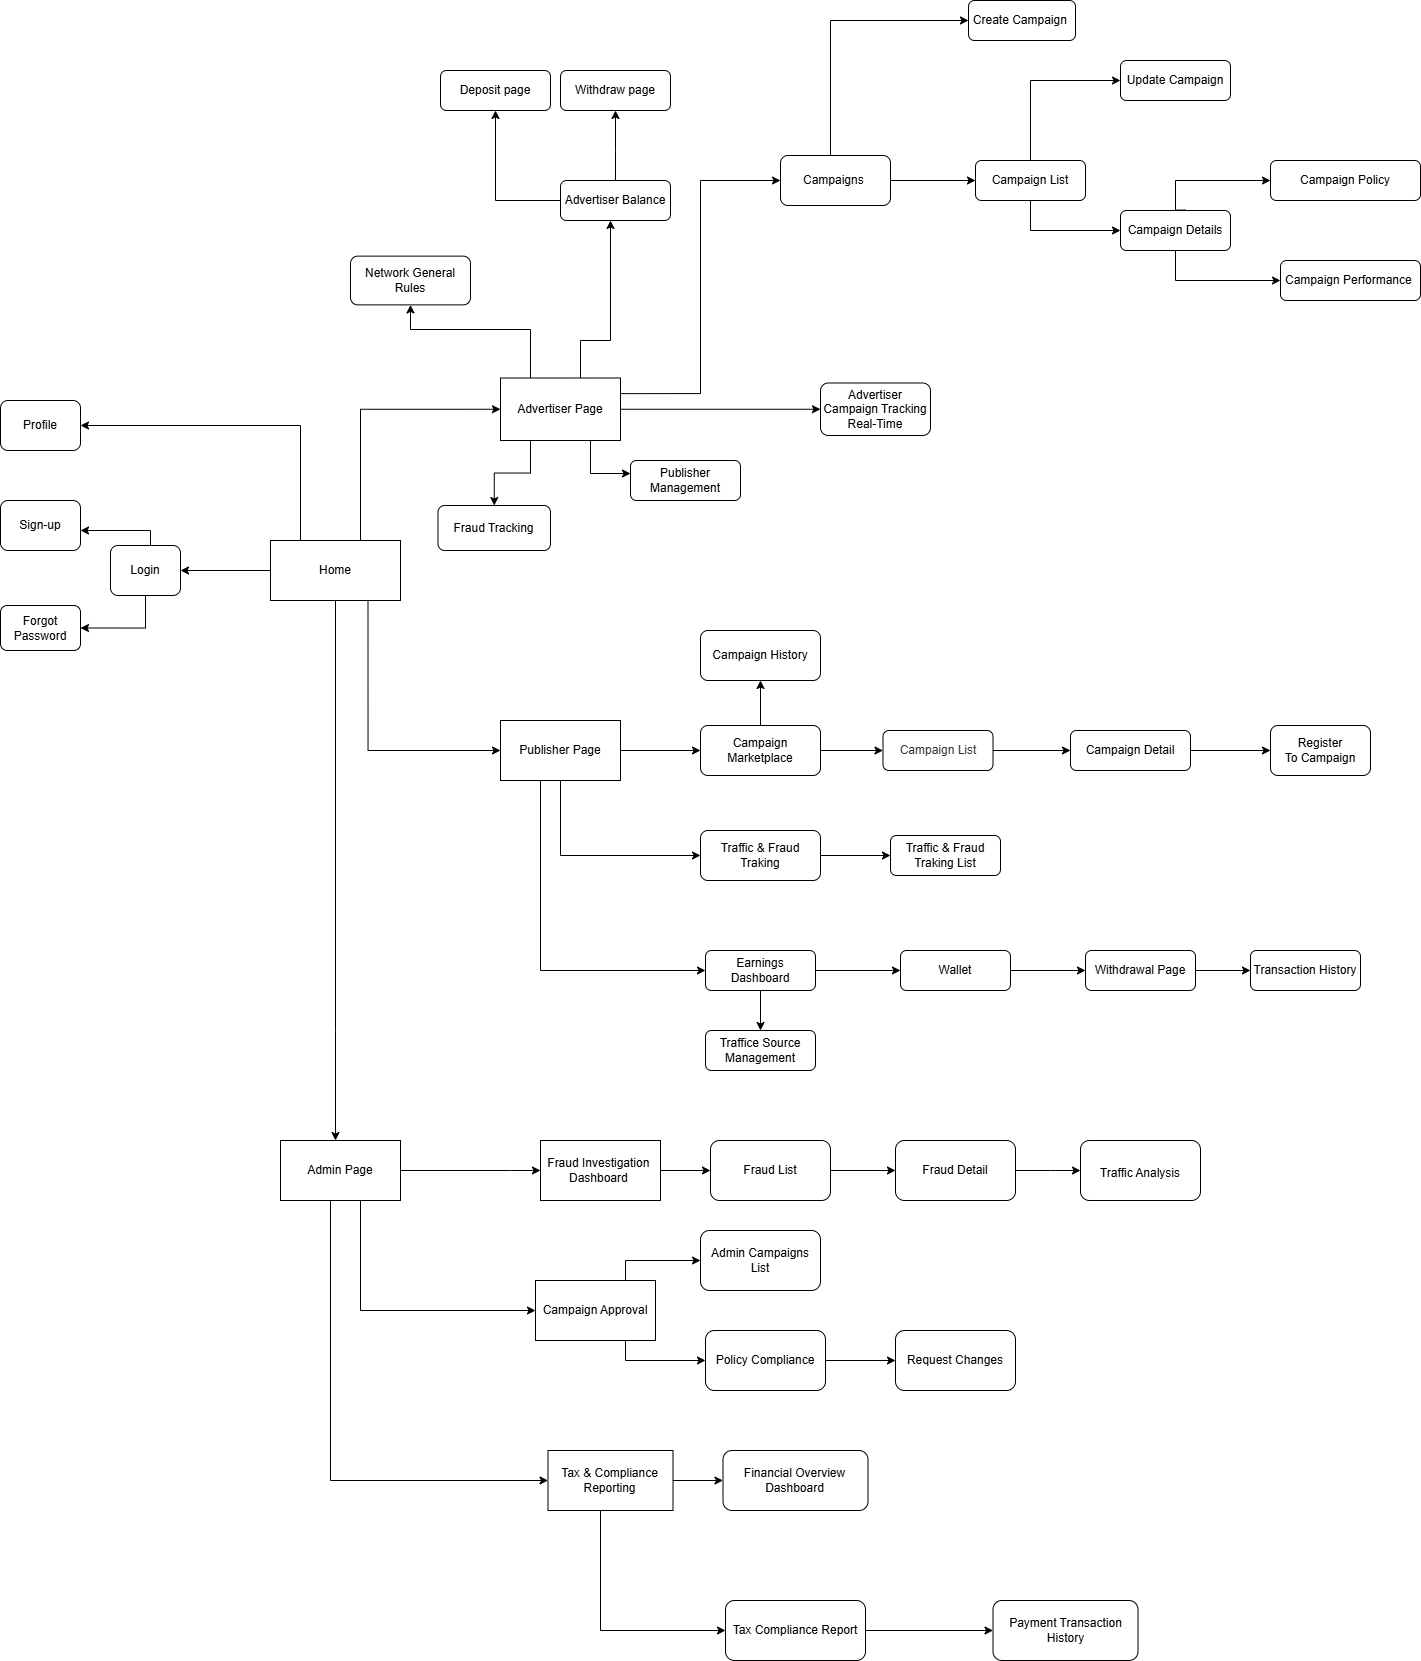 Create Campaign
Update Campaign
Deposit page
Withdraw page
Campaigns
Campaign List
Campaign Policy
Advertiser Balance
Campaign Details
Campaign Performance
Network General
Rules
Advertiser Page
Advertiser
Campaign Tracking
Real-Time
Profile
Publisher
Management
Sign-up
Fraud Tracking
Login
Home
Forgot
Password
Campaign History
Publisher Page
Campaign
Marketplace
Campaign List
Campaign Detail
Register
To Campaign
Traffic & Fraud
Traking
Traffic & Fraud
Traking List
Earnings
Dashboard
Wallet
Withdrawal Page
Transaction History
Traffice Source
Management
Admin Page
Fraud Investigation
Dashboard
Fraud List
Fraud Detail
Traffic Analysis
Admin Campaigns
List
Campaign Approval
Policy Compliance
Request Changes
Tax & Compliance
Reporting
Financial Overview
Dashboard
Tax Compliance Report
Payment Transaction
History